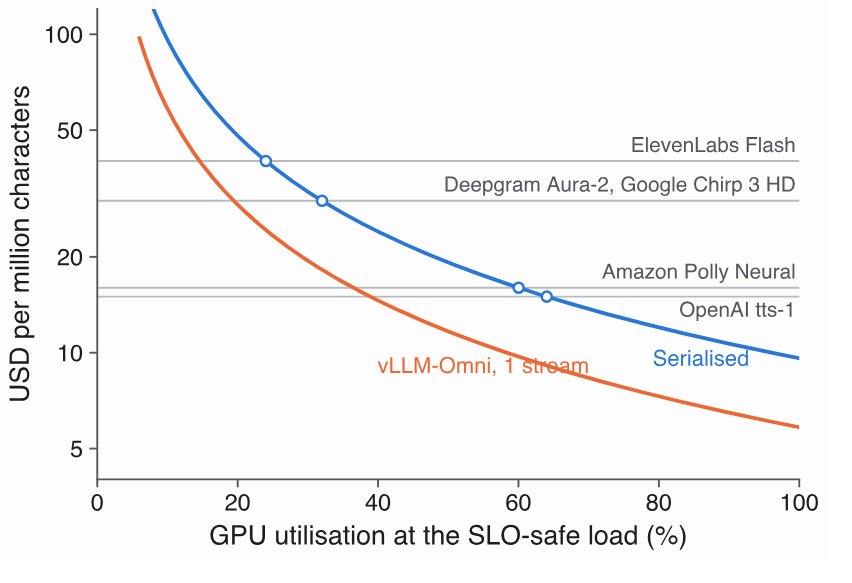 USD per million characters
100
50
20
10
5
ElevenLabs Flash
Deepgram Aura-2, Google Chirp 3 HD
Amazon Polly Neural
OpenAI tts-1
Serialised
vLLM-Omni, 1 stream
0 20 40 60 80 100
GPU utilisation at the SLO-safe load (%)